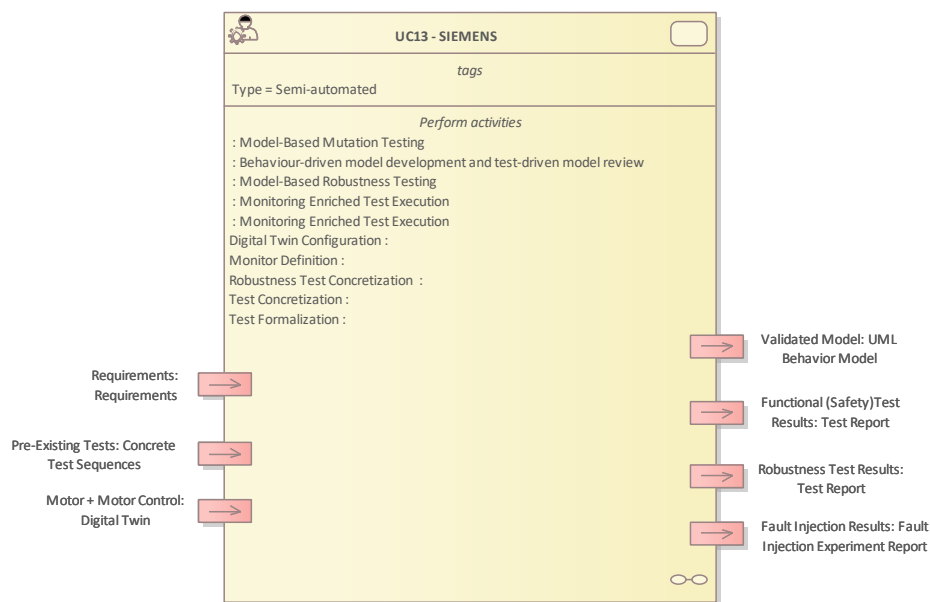 UC13 - SIEMENS
tags
Type = Semi-automated
Perform activities
: Model-Based Mutation Testing
: Behaviour-driven model development and test-driven model review
: Model-Based Robustness Testing
: Monitoring Enriched Test Execution
: Monitoring Enriched Test Execution
Digital Twin Configuration :
Monitor Definition :
Robustness Test Concretization :
Test Concretization :
Test Formalization :
Requirements:
Requirements
Pre-Existing Tests: Concrete
Test Sequences
Motor + Motor Control:
Digital Twin
Validated Model: UML
Behavior Model
Functional (Safety)Test
Results: Test Report
Robustness Test Results:
Test Report
Fault Injection Results: Fault
Injection Experiment Report